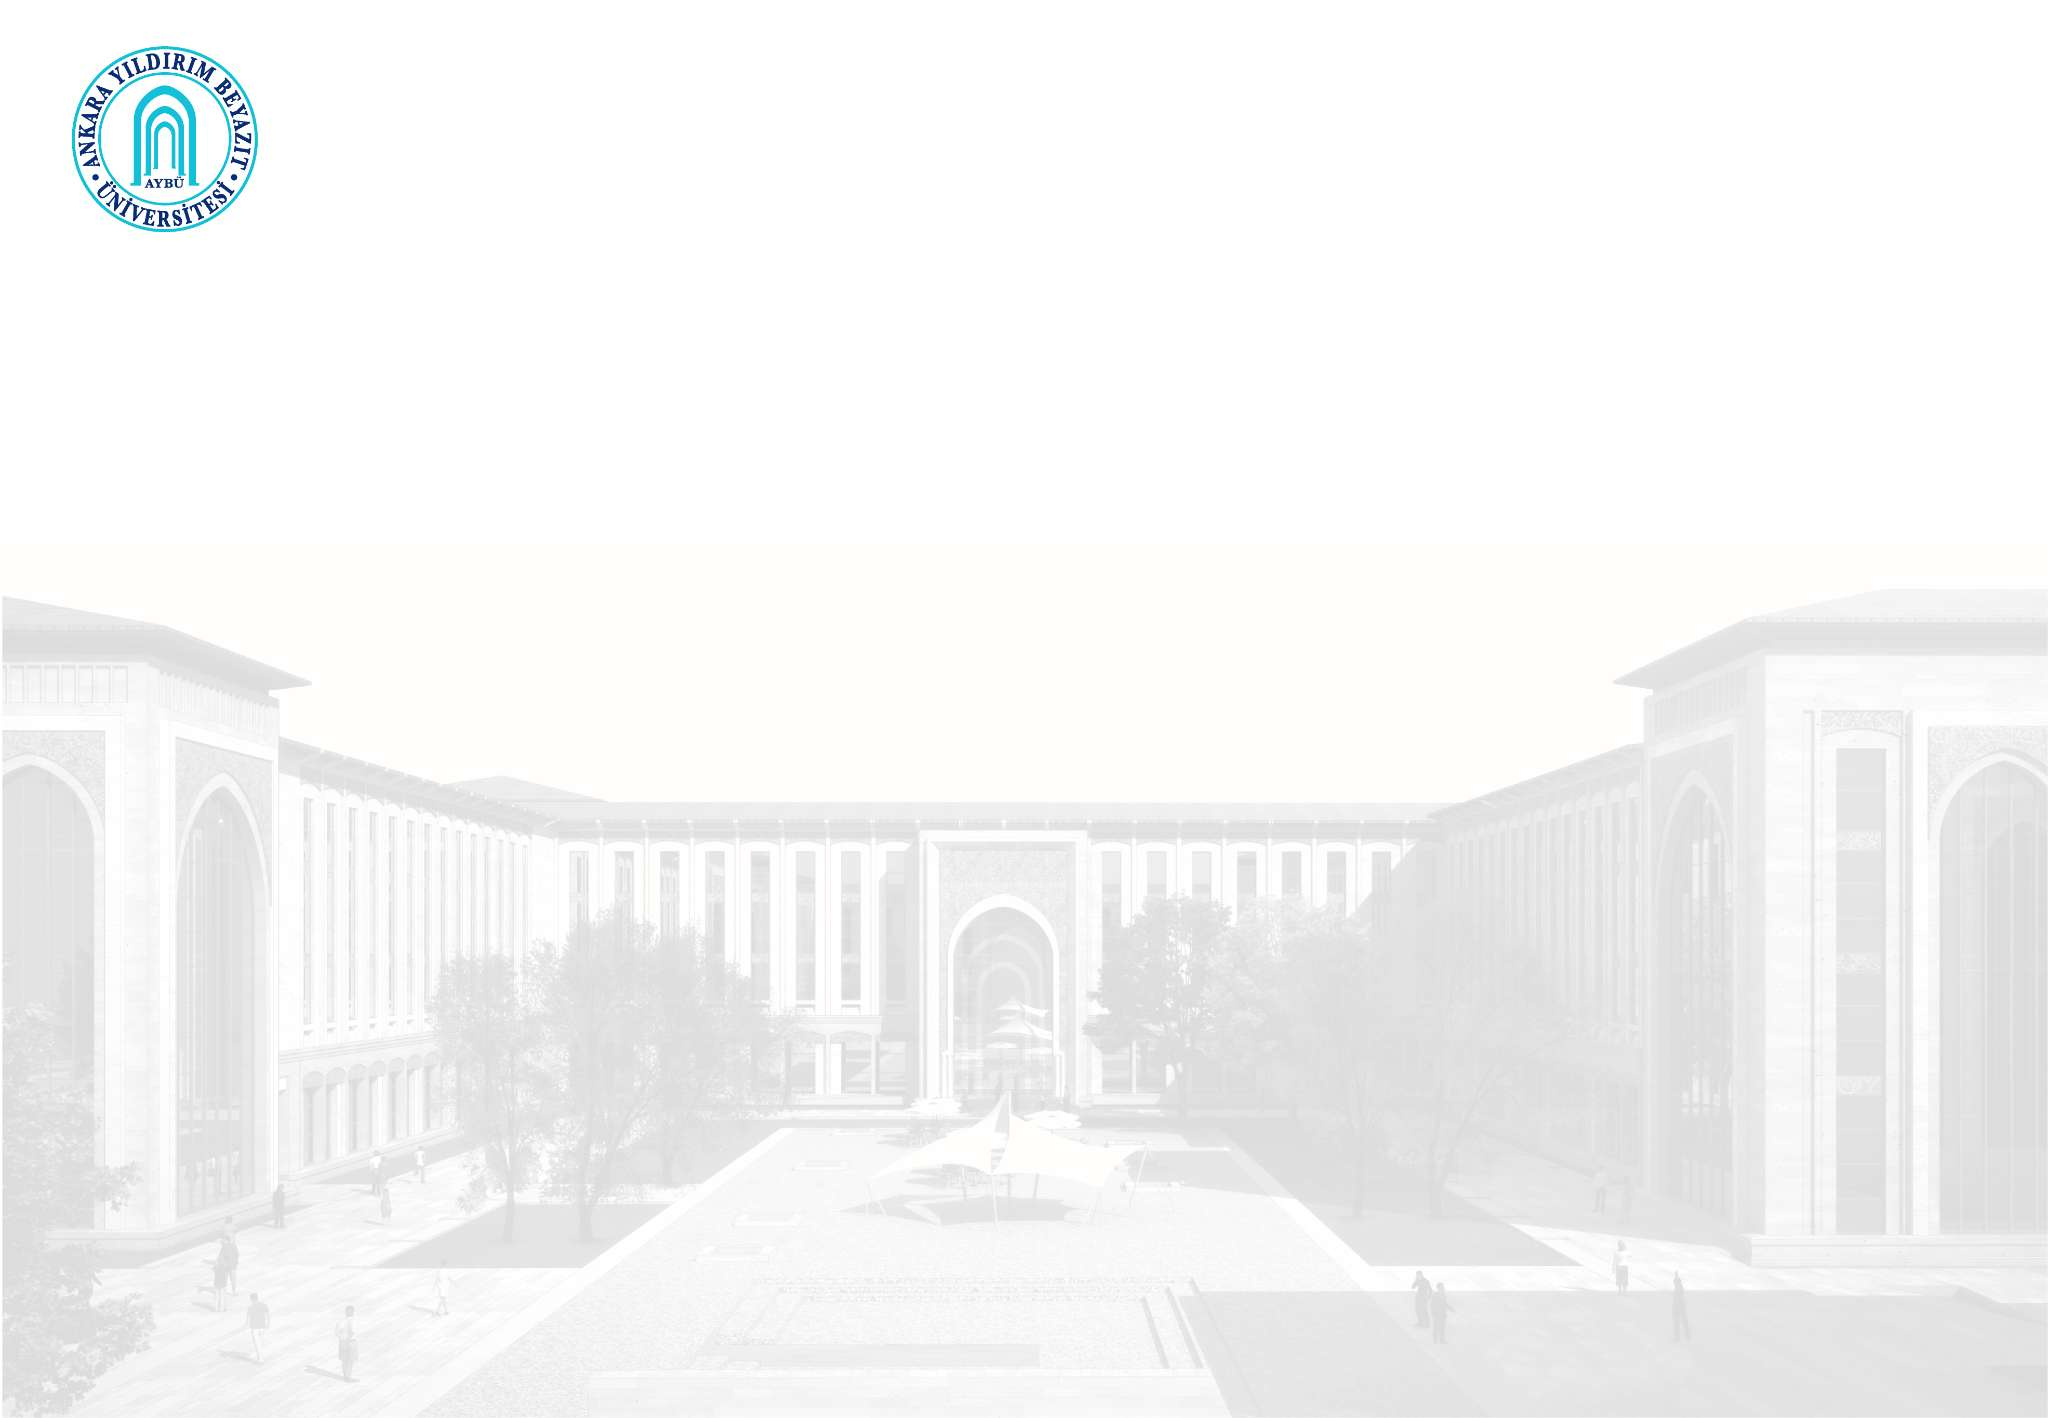 ANKARA YILDIRIM BEYAZIT
• ÜNİVERSİTESİ •
AYBÜ